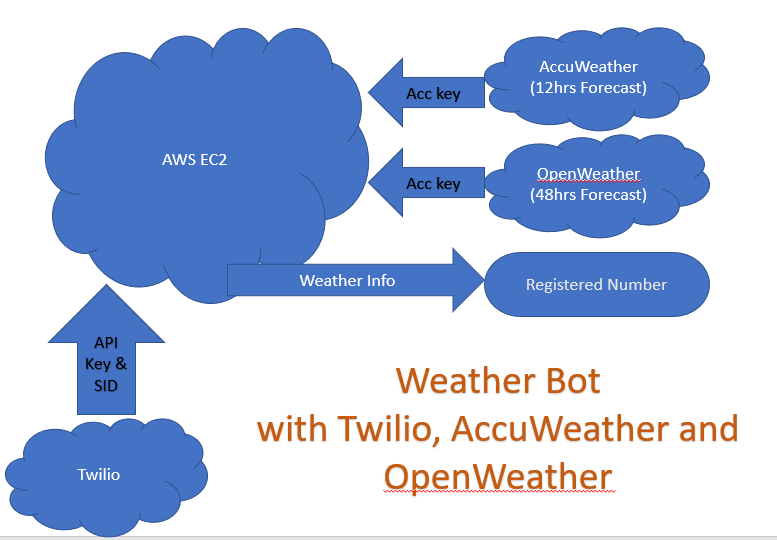 AccuWeather
(12hrs Forecast)
Acc key
AWS EC2
Acc key
OpenWeather
(48hrs Forecast)
Weather Info
Registered Number
API
Key &
SID
Weather Bot
with Twilio, AccuWeather and
OpenWeather
Twilio